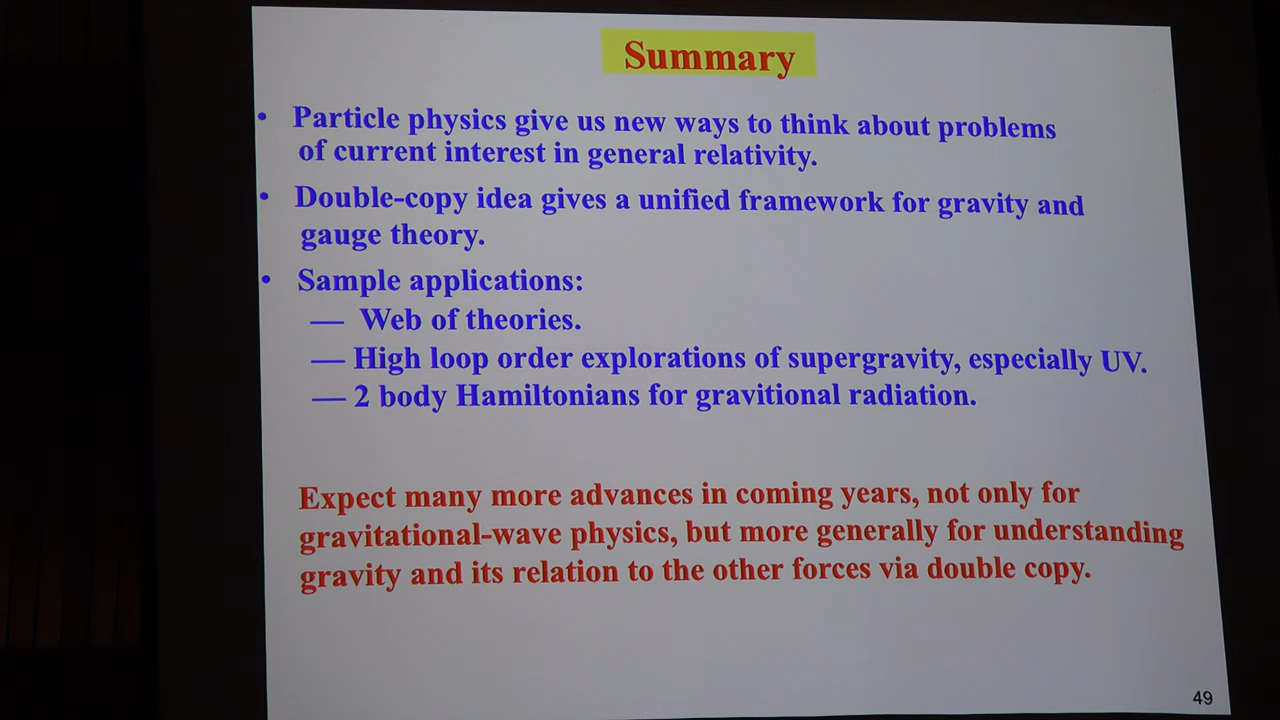 Summary
• Particle physics give us new ways to think about problems
of current interest in general relativity.
• Double-copy idea gives a unified framework for gravity and
gauge theory.
• Sample applications:
— Web of theories.
— High loop order explorations of supergravity, especially UV.
— 2 body Hamiltonians for gravitional radiation.
Expect many more advances in coming years, not only for
gravitational-wave physics, but more generally for understanding
gravity and its relation to the other forces via double copy.
49